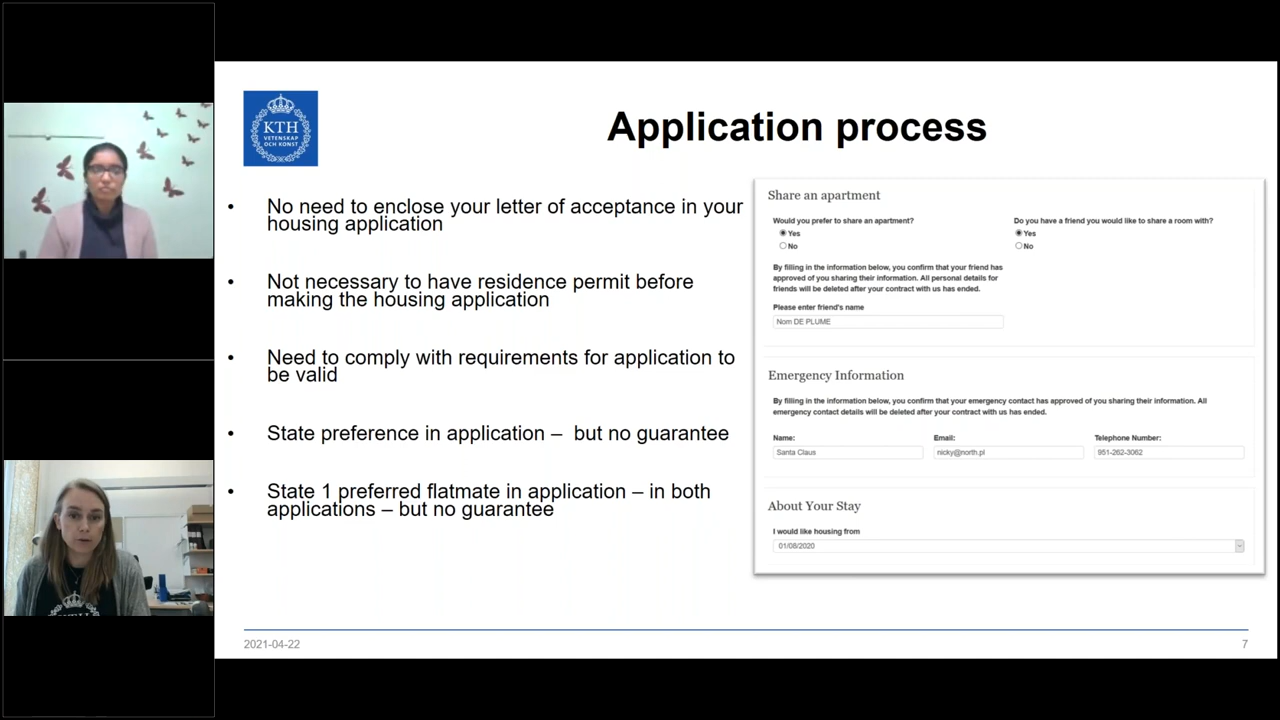 KTH
VETENSKAP
OCH KONST
Application process
• No need to enclose your letter of acceptance in your
housing application
• Not necessary to have residence permit before
making the housing application
• Need to comply with requirements for application to
be valid
• State preference in application – but no guarantee
• State 1 preferred flatmate in application – in both
applications – but no guarantee
Share an apartment
Would you prefer to share an apartment?
Yes
No
Do you have a friend you would like to share a room with?
Yes
No
By filling in the information below, you confirm that your friend has
approved of you sharing their information. All personal details for
friends will be deleted after your contract with us has ended.
Please enter friend's name
Nom DE PLUME
Emergency Information
By filling in the information below, you confirm that your emergency contact has approved of you sharing their information. All
emergency contact details will be deleted after your contract with us has ended.
Name:
Santa Claus
Email:
nicky@north.pl
Telephone Number:
951-262-3062
About Your Stay
I would like housing from
01/08/2020
2021-04-22
7